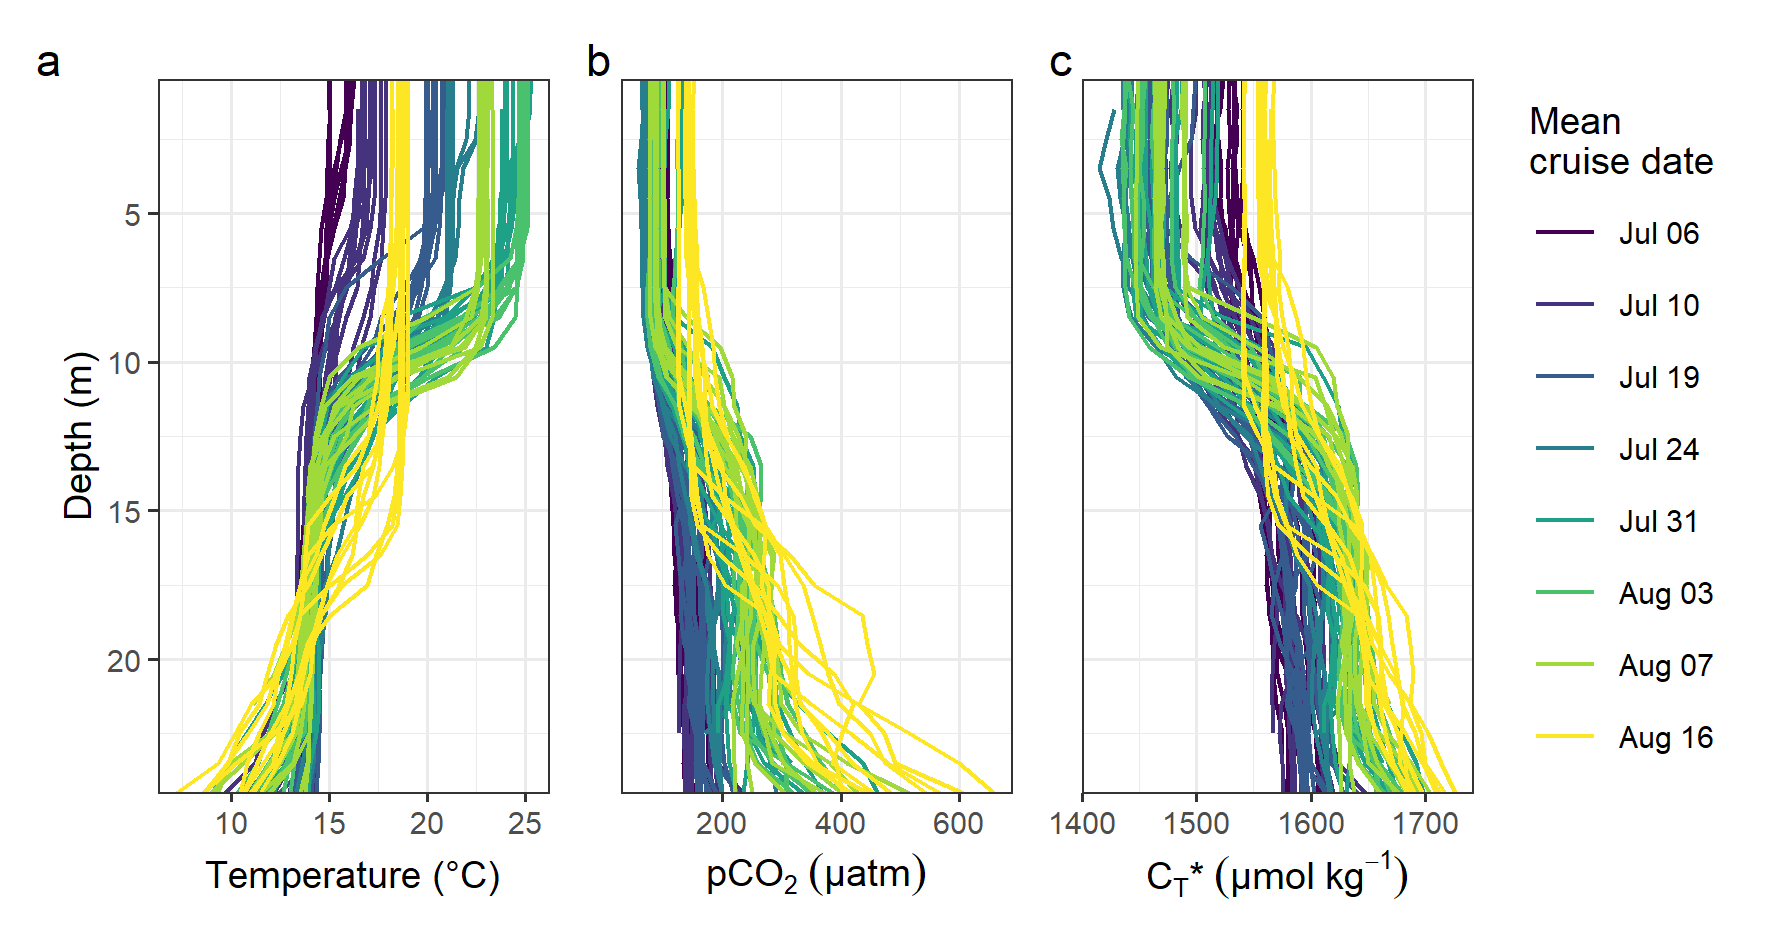 a
b
c
Depth (m)
5
10
15
20
10 15 20 25
200 400 600
1400 1500 1600 1700
Temperature (°C)
pCO₂ (µatm)
C_T* (µmol kg⁻¹)
Mean
cruise date
Jul 06
Jul 10
Jul 19
Jul 24
Jul 31
Aug 03
Aug 07
Aug 16